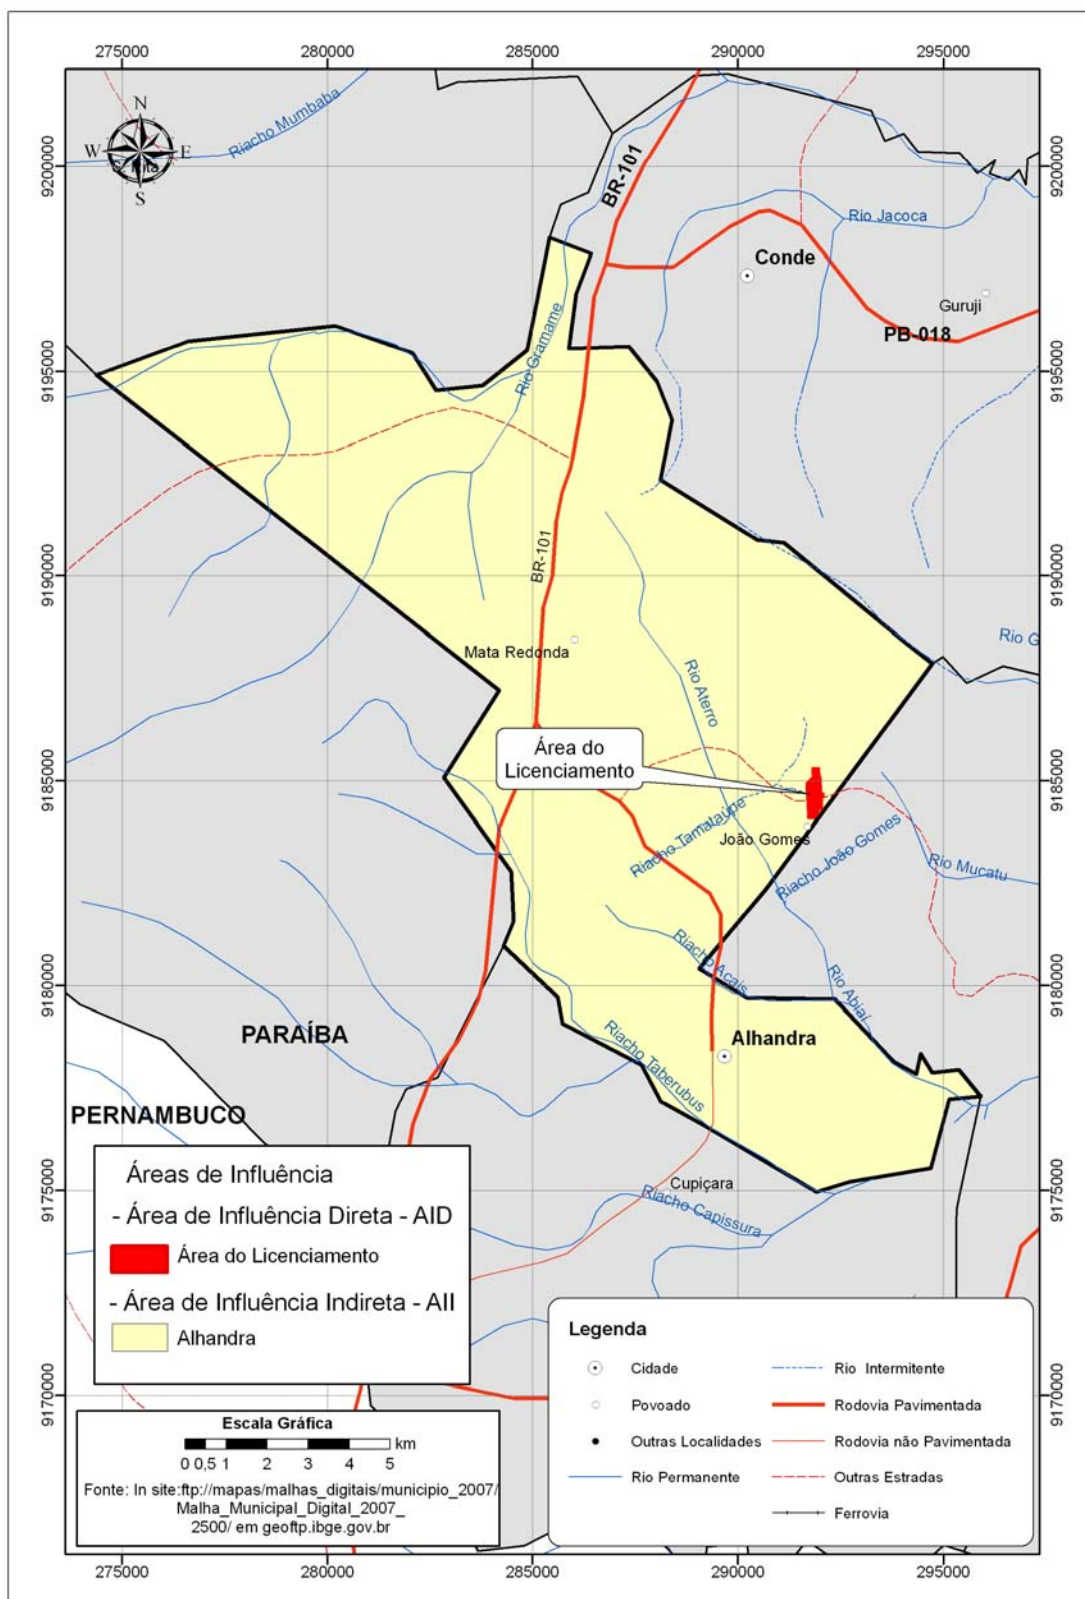 275000 280000 285000 290000 295000
N
W E
S
Rita
Riacho Mumbaba
BR-101
Rio Jacoca
Conde
Guruji
PB-018
Rio Gramame
9200000 9200000
9195000 9195000
9190000 9190000
9185000 9185000
9180000 9180000
9175000 9175000
9170000 9170000
BR-101
Mata Redonda
Rio Aterro
Rio G
Área do
Licenciamento
Riacho Tamataúpe
João Gomes
Riacho João Gomes
Rio Mucatu
Riacho Acais
Rio Abiaí
Alhandra
PARAÍBA
Riacho Taberubus
PERNAMBUCO
Cupiçara
Riacho Capissura
Áreas de Influência
- Área de Influência Direta - AID
Área do Licenciamento
- Área de Influência Indireta - AII
Alhandra
Escala Gráfica
km
0 0,5 1 2 3 4 5
Fonte: In site:ftp://mapas/malhas_digitais/municipio_2007/
Malha_Municipal_Digital_2007_
2500/ em geoftp.ibge.gov.br
Legenda
Cidade
Povoado
Outras Localidades
Rio Permanente
Rio Intermitente
Rodovia Pavimentada
Rodovia não Pavimentada
Outras Estradas
Ferrovia
275000 280000 285000 290000 295000